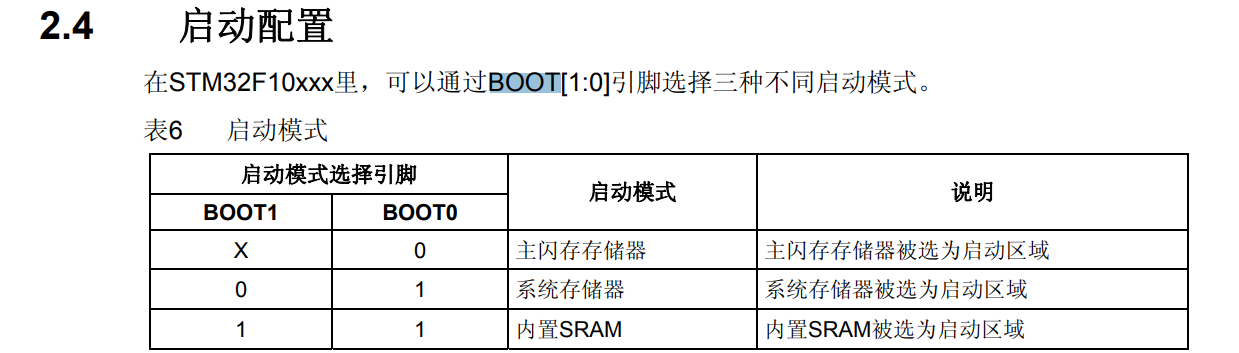 2.4 启动配置
在STM32F10xxx里，可以通过BOOT[1:0]引脚选择三种不同启动模式。
表6 启动模式
启动模式选择引脚 启动模式 说明
BOOT1 BOOT0
X 0 主闪存存储器 主闪存存储器被选为启动区域
0 1 系统存储器 系统存储器被选为启动区域
1 1 内置SRAM 内置SRAM被选为启动区域